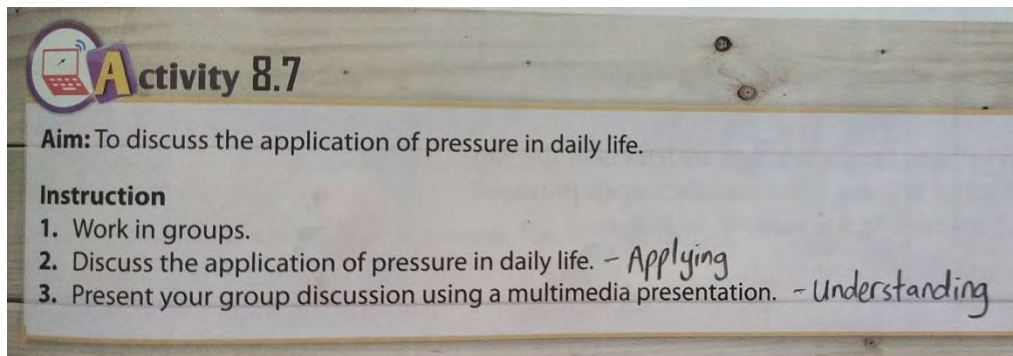 Activity 8.7
Aim: To discuss the application of pressure in daily life.
Instruction
1. Work in groups.
2. Discuss the application of pressure in daily life. - Applying
3. Present your group discussion using a multimedia presentation. - Understanding